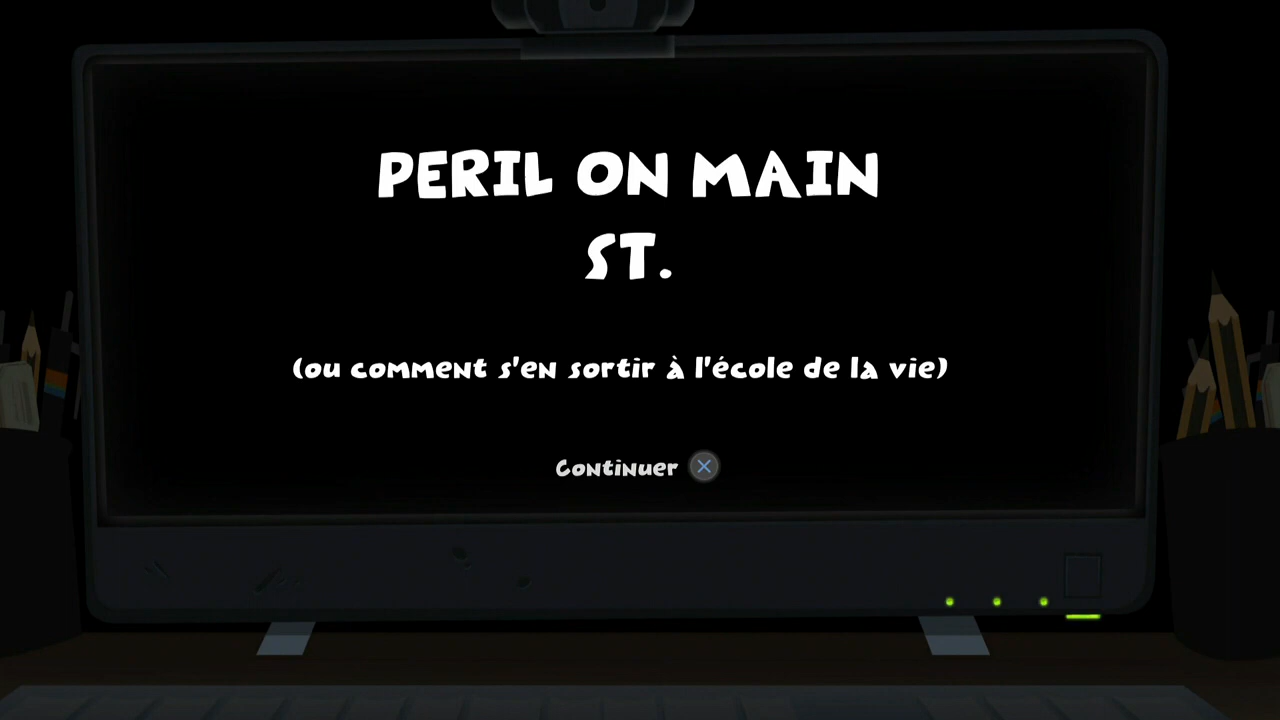 PERIL ON MAIN
ST.
(ou comment s'en sortir à l'école de la vie)
Continuer